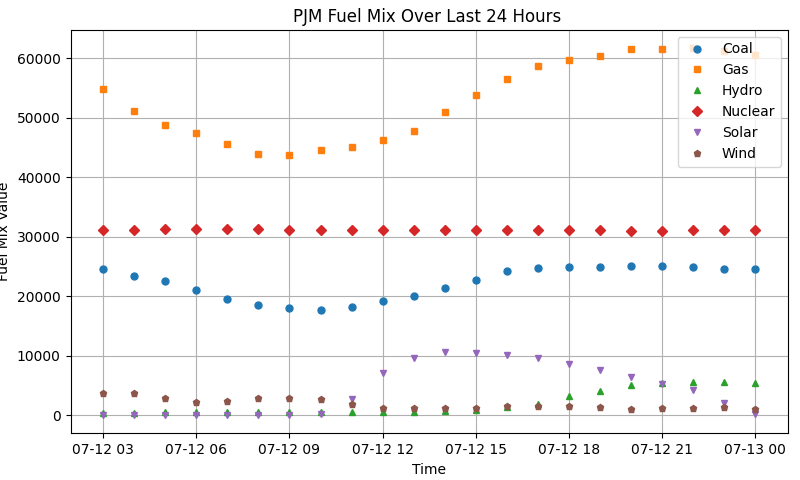 PJM Fuel Mix Over Last 24 Hours
60000
50000
40000
30000
20000
10000
0
Fuel Mix Value
Coal
Gas
Hydro
Nuclear
Solar
Wind
07-12 03
07-12 06
07-12 09
07-12 12
07-12 15
07-12 18
07-12 21
07-13 00
Time